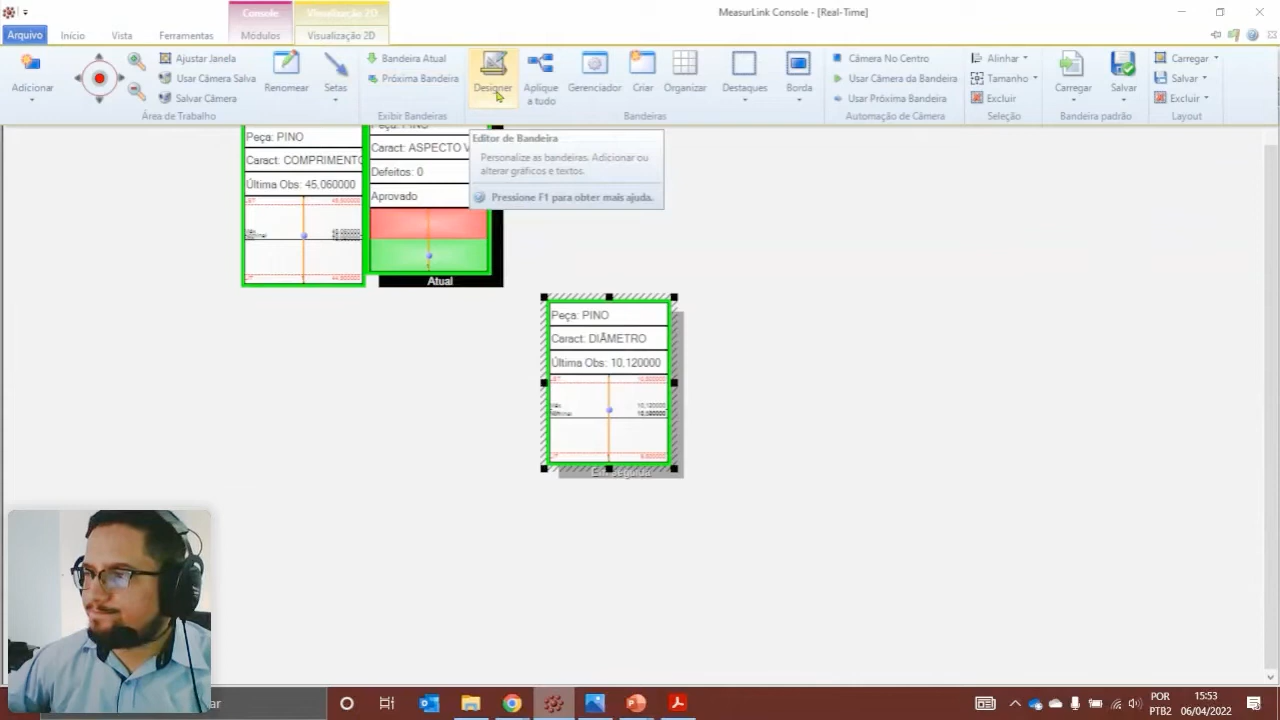 Console
Visualização 2D
MeasurLink Console - [Real-Time]
Arquivo
Início
Vista
Ferramentas
Módulos
Visualização 2D
Adicionar
Ajustar Janela
Usar Câmera Salva
Salvar Câmera
Renomear
Setas
Bandeira Atual
Próxima Bandeira
Designer
Aplique
a tudo
Gerenciador
Criar
Organizar
Destaques
Borda
Câmera No Centro
Usar Câmera da Bandeira
Usar Próxima Bandeira
Alinhar
Tamanho
Excluir
Carregar
Salvar
Carregar
Salvar
Excluir
Área de Trabalho
Exibir Bandeiras
Bandeiras
Automação de Câmera
Seleção
Bandeira padrão
Layout
Editor de Bandeira
Personalize as bandeiras. Adicionar ou
alterar gráficos e textos.
Pressione F1 para obter mais ajuda.
Peça: PINO
Caract: COMPRIMENTO
Última Obs: 45,060000
Peça: PINO
Caract: ASPECTO V
Defeitos: 0
Aprovado
Atual
Peça: PINO
Caract: DIÂMETRO
Última Obs: 10,120000
Em seguida
ar
POR
PTB2
15:53
06/04/2022